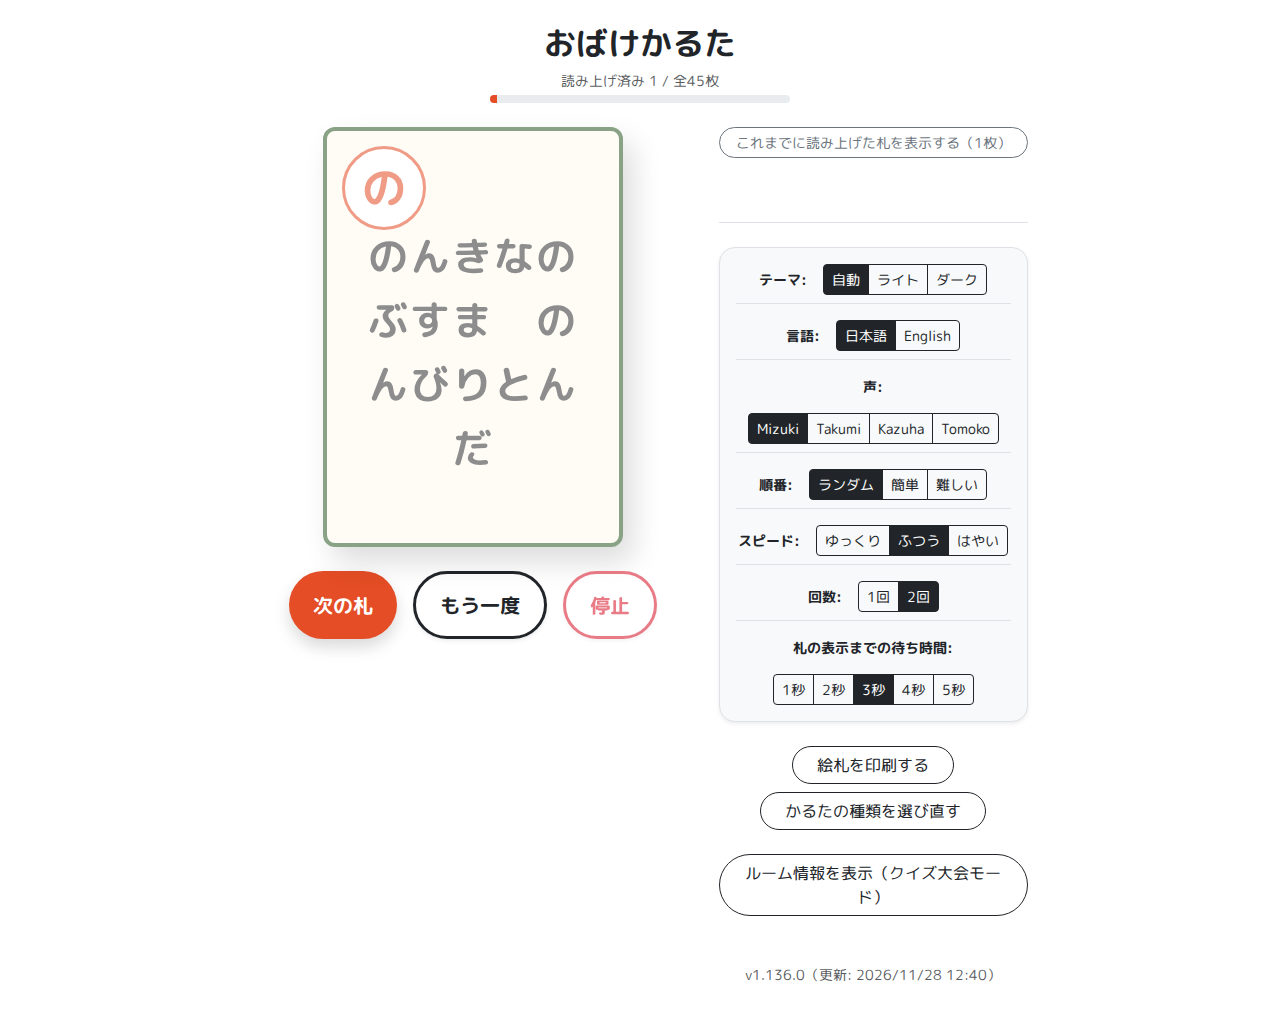 おばけかるた
読み上げ済み 1 / 全45枚
の
のんきなの
ぶすま　の
んびりとん
だ
次の札
もう一度
停止
これまでに読み上げた札を表示する（1枚）
テーマ: 自動 ライト ダーク
言語: 日本語 English
声:
Mizuki Takumi Kazuha Tomoko
順番: ランダム 簡単 難しい
スピード: ゆっくり ふつう はやい
回数: 1回 2回
札の表示までの待ち時間:
1秒 2秒 3秒 4秒 5秒
絵札を印刷する
かるたの種類を選び直す
ルーム情報を表示（クイズ大会モー
ド）
v1.136.0（更新: 2026/11/28 12:40）